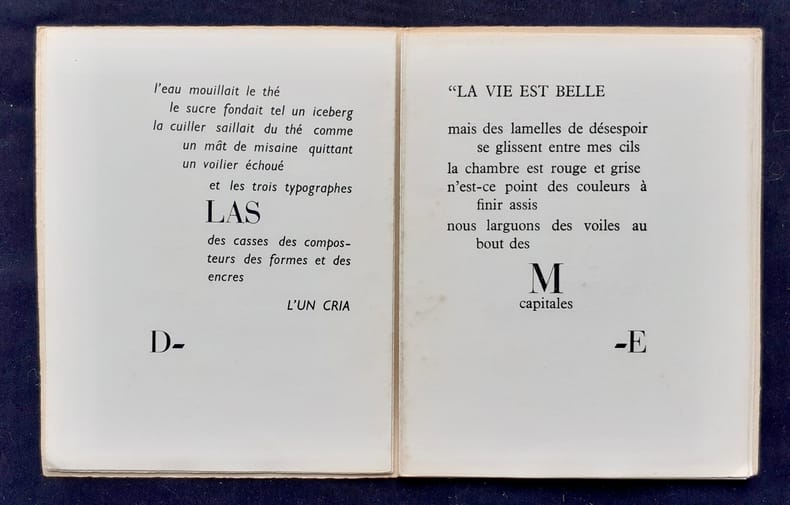 l'eau mouillait le thé
le sucre fondait tel un iceberg
la cuiller saillait du thé comme
un mât de misaine quittant
un voilier échoué
et les trois typographes
LAS
des casses des compos-
teurs des formes et des
encres
L'UN CRIA
D-
“LA VIE EST BELLE
mais des lamelles de désespoir
se glissent entre mes cils
la chambre est rouge et grise
n'est-ce point des couleurs à
finir assis
nous larguons des voiles au
bout des
M
capitales
-E